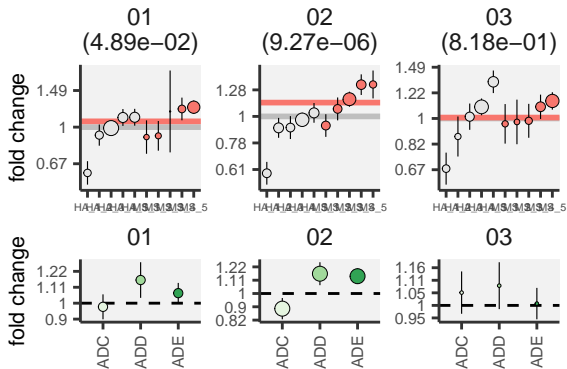 01 02 03
(4.89e−02) (9.27e−06) (8.18e−01)
fold change
1.49 1 0.67
1.28 1 0.78 0.61
1.49 1.22 1 0.82 0.67
01 02 03
fold change
1.22 1.11 1 0.9
1.22 1.11 1 0.9 0.82
1.16 1.11 1.05 1 0.95
ADC ADD ADE ADC ADD ADE ADC ADD ADE